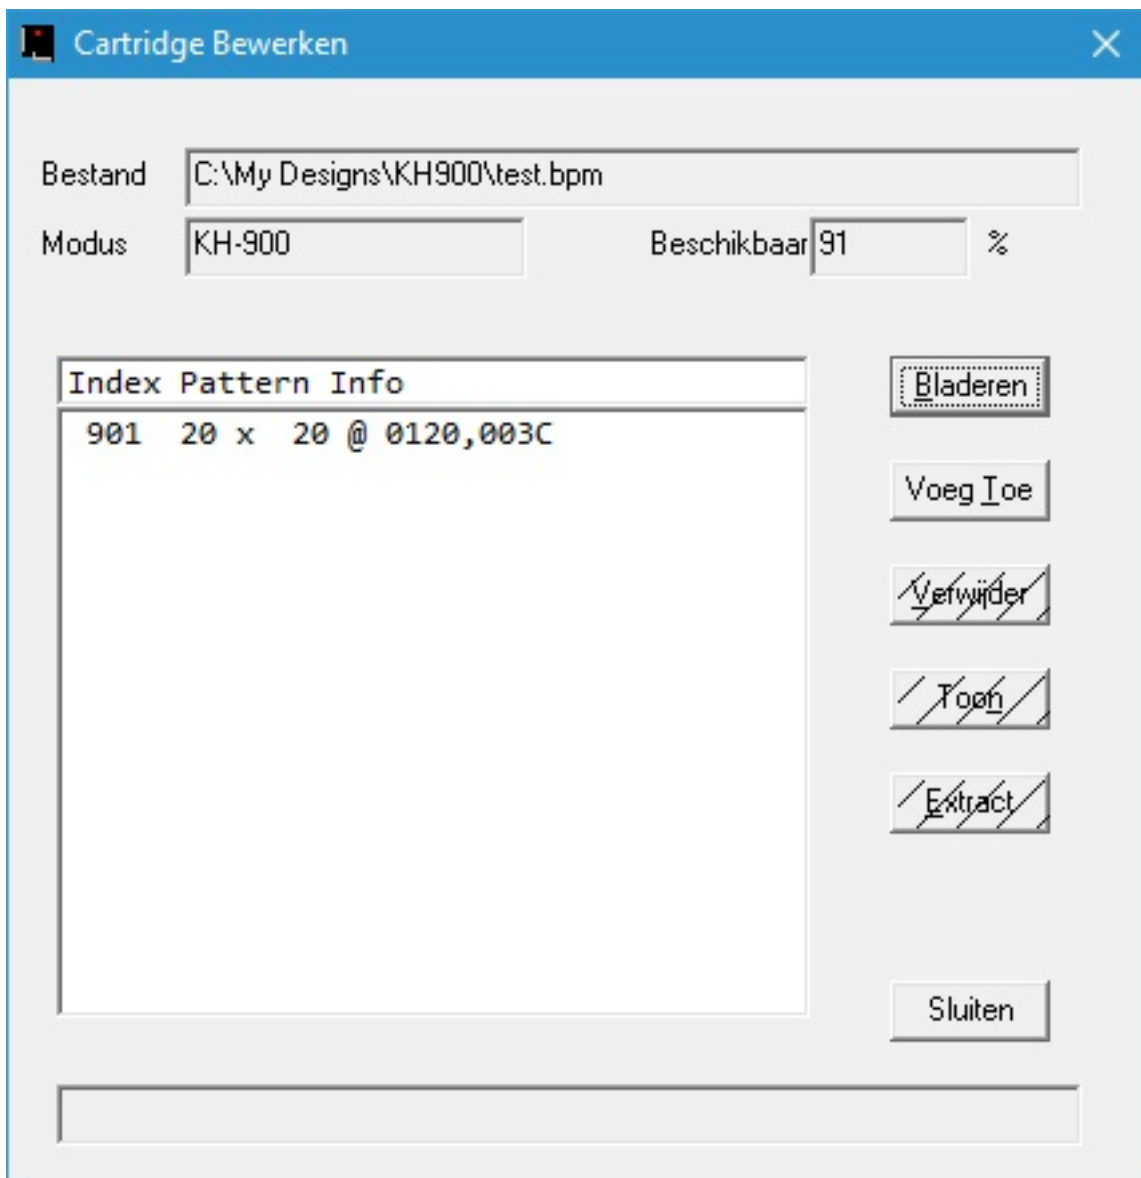 Cartridge Bewerken
Bestand C:\My Designs\KH900\test.bpm
Modus KH-900 Beschikbaar 91 %
Index Pattern Info
901 20 x 20 @ 0120,003C
Bladeren
Voeg Toe
Verwijder
Toon
Extract
Sluiten